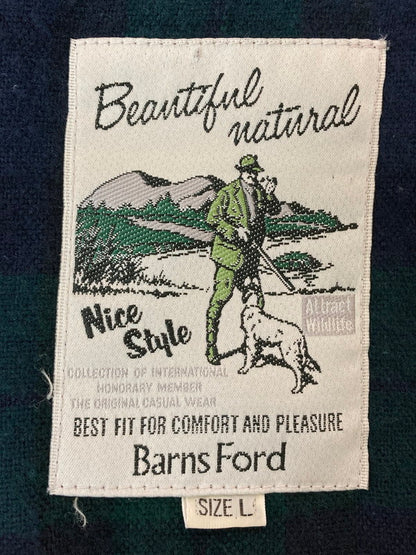 Beautiful
natural
Nice
Style
Attract
Wildlife
COLLECTION OF INTERNATIONAL
HONORARY MEMBER
THE ORIGINAL CASUAL WEAR
BEST FIT FOR COMFORT AND PLEASURE
Barns Ford
SIZE L